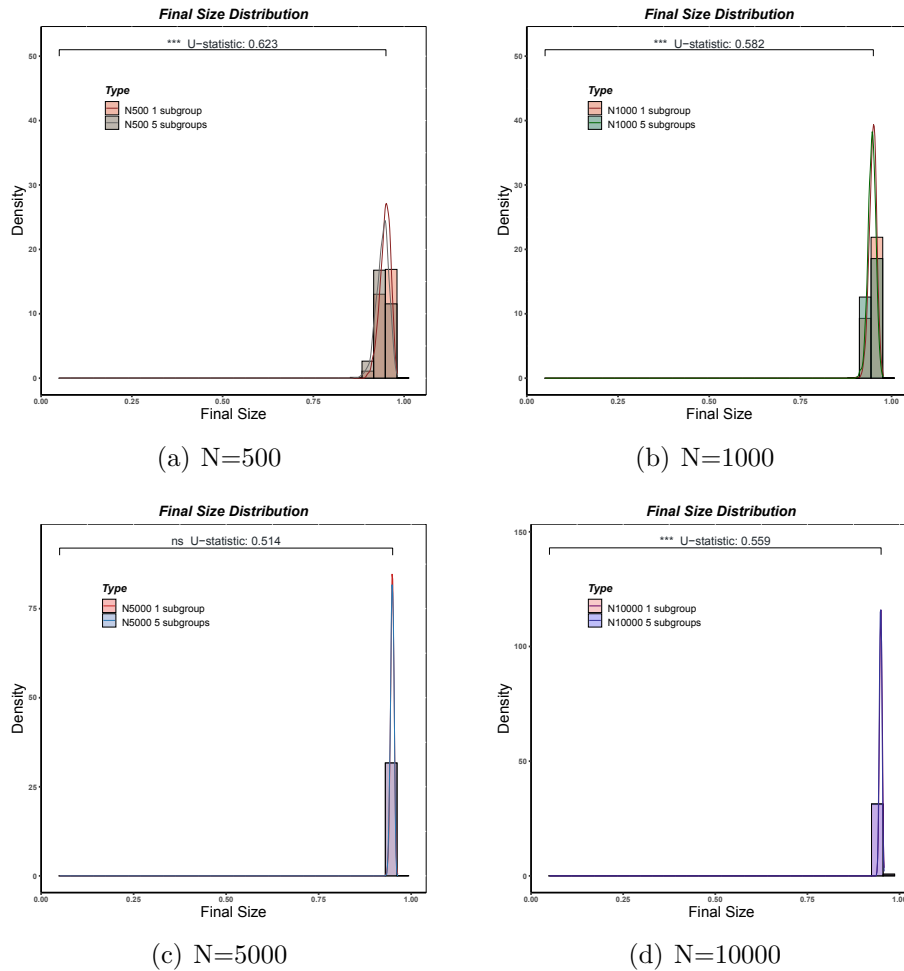 Final Size Distribution
*** U−statistic: 0.623
50
40
30
20
10
0
Density
Type
N500 1 subgroup
N500 5 subgroups
0.00 0.25 0.50 0.75 1.00
Final Size
(a) N=500
Final Size Distribution
*** U−statistic: 0.582
50
40
30
20
10
0
Density
Type
N1000 1 subgroup
N1000 5 subgroups
0.00 0.25 0.50 0.75 1.00
Final Size
(b) N=1000
Final Size Distribution
ns U−statistic: 0.514
75
50
25
0
Density
Type
N5000 1 subgroup
N5000 5 subgroups
0.00 0.25 0.50 0.75 1.00
Final Size
(c) N=5000
Final Size Distribution
*** U−statistic: 0.559
150
100
50
0
Density
Type
N10000 1 subgroup
N10000 5 subgroups
0.00 0.25 0.50 0.75 1.00
Final Size
(d) N=10000